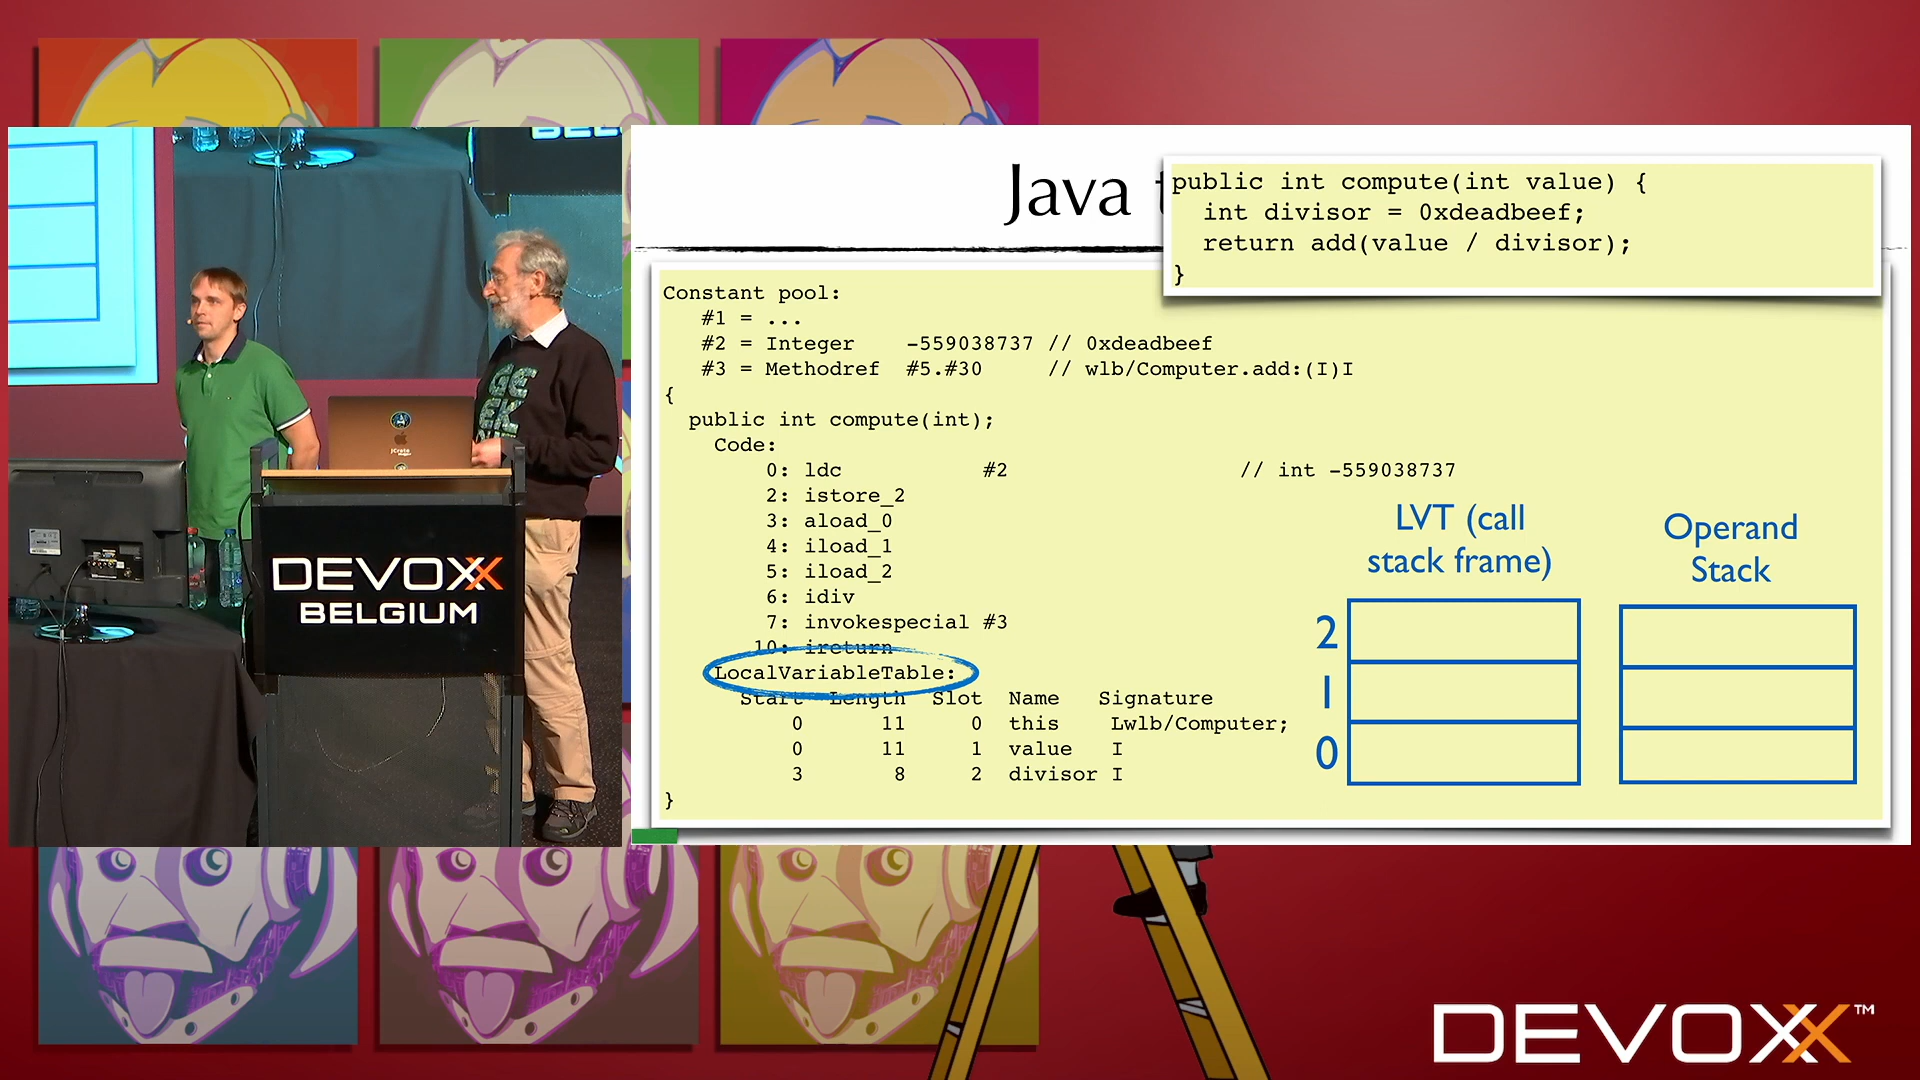 BEL
Java
public int compute(int value) {
int divisor = 0xdeadbeef;
return add(value / divisor);
}
Constant pool:
#1 = ...
#2 = Integer -559038737 // 0xdeadbeef
#3 = Methodref #5.#30 // wlb/Computer.add:(I)I
{
public int compute(int);
Code:
0: ldc #2 // int -559038737
2: istore_2
3: aload_0
4: iload_1
5: iload_2
6: idiv
7: invokespecial #3
10: ireturn
LocalVariableTable:
Start Length Slot Name Signature
0 11 0 this Lwlb/Computer;
0 11 1 value I
3 8 2 divisor I
}
LVT (call
stack frame)
Operand
Stack
2
1
0
DEVOXX
BELGIUM
DEVOXX™